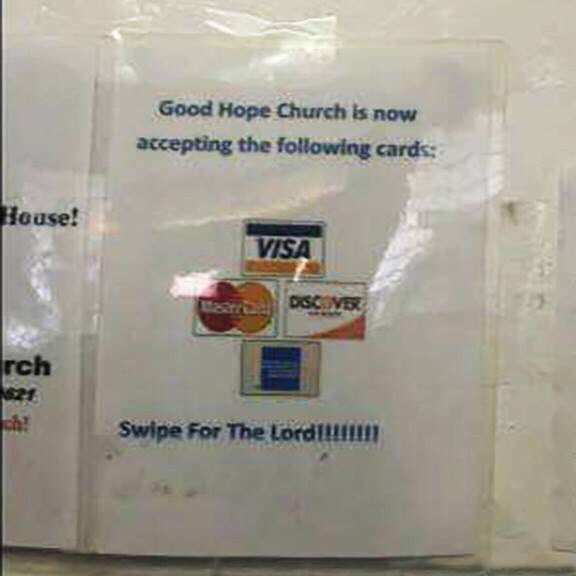 Good Hope Church is now
accepting the following cards:
House!
VISA
MasterCard
DISCOVER
rch
621
ch!
Swipe For The Lord!!!!!!!!!